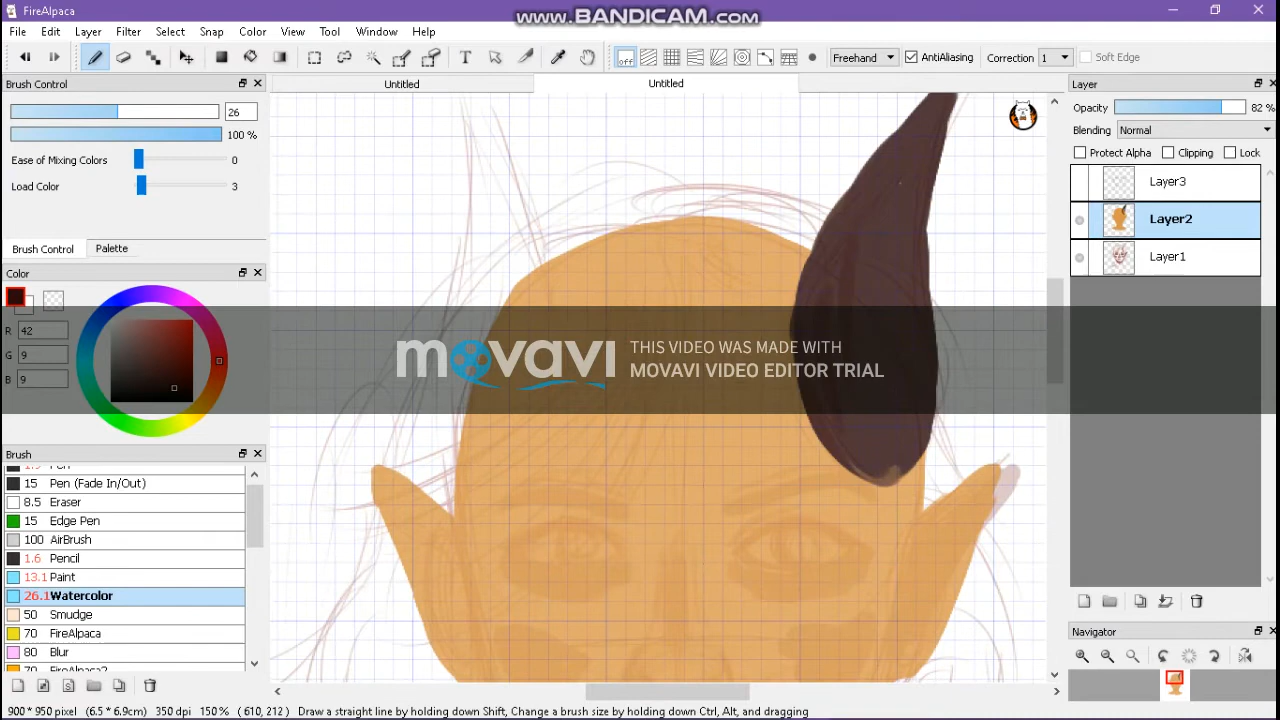 FireAlpaca
www.BANDICAM.com
File Edit Layer Filter Select Snap Color View Tool Window Help
off Freehand AntiAliasing Correction 1 Soft Edge
Brush Control
Untitled Untitled
Layer
26
100 %
Ease of Mixing Colors 0
Load Color 3
Brush Control Palette
Opacity 82 %
Blending Normal
Protect Alpha Clipping Lock
Layer3
Layer2
Layer1
Color
R 42
G 9
B 9
movavi THIS VIDEO WAS MADE WITH
MOVAVI VIDEO EDITOR TRIAL
Brush
15 Pen (Fade In/Out)
8.5 Eraser
15 Edge Pen
100 AirBrush
1.6 Pencil
13.1 Paint
26.1 Watercolor
50 Smudge
70 FireAlpaca
80 Blur
70 FireAlpaca2
Navigator
900 * 950 pixel (6.5 * 6.9cm) 350 dpi 150 % ( 610, 212 ) Draw a straight line by holding down Shift, Change a brush size by holding down Ctrl, Alt, and dragging